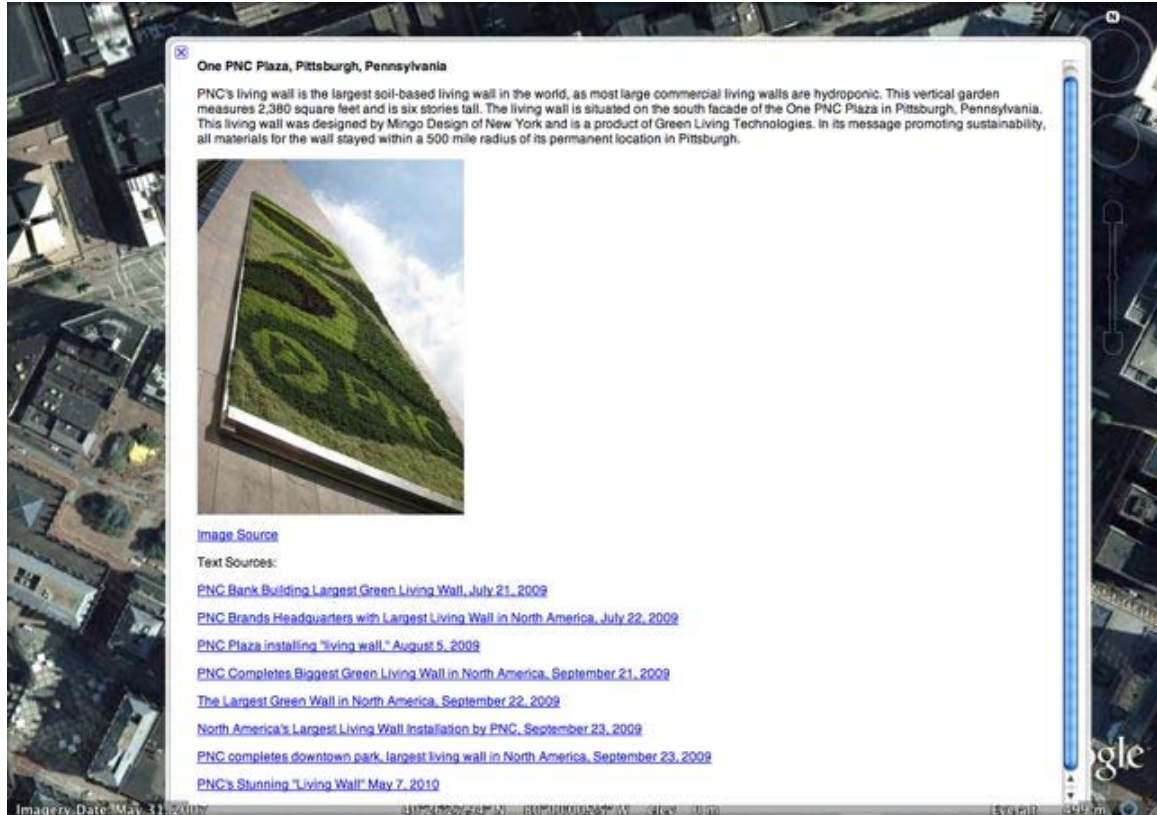 N
One PNC Plaza, Pittsburgh, Pennsylvania
PNC's living wall is the largest soil-based living wall in the world, as most large commercial living walls are hydroponic. This vertical garden
measures 2,380 square feet and is six stories tall. The living wall is situated on the south facade of the One PNC Plaza in Pittsburgh, Pennsylvania.
This living wall was designed by Mingo Design of New York and is a product of Green Living Technologies. In its message promoting sustainability,
all materials for the wall stayed within a 500 mile radius of its permanent location in Pittsburgh.
PNC
Image Source
Text Sources:
PNC Bank Building Largest Green Living Wall, July 21, 2009
PNC Brands Headquarters with Largest Living Wall in North America, July 22, 2009
PNC Plaza installing "living wall," August 5, 2009
PNC Completes Biggest Green Living Wall in North America, September 21, 2009
The Largest Green Wall in North America, September 22, 2009
North America's Largest Living Wall Installation by PNC, September 23, 2009
PNC completes downtown park, largest living wall in North America, September 23, 2009
PNC's Stunning "Living Wall" May 7, 2010
ogle
Imagery Date: May 31, 2007 elev 0 m Eye alt 499 m